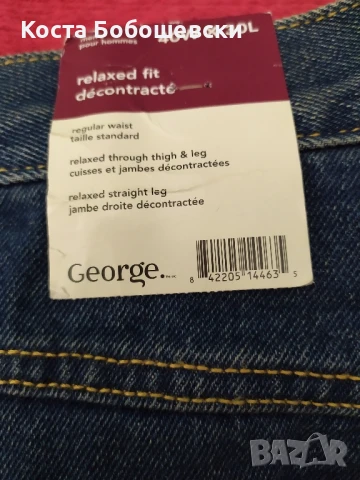 Коста Бобошевски
pour hommes
relaxed fit
décontracté
regular waist
taille standard
relaxed through thigh & leg
cuisses et jambes décontractées
relaxed straight leg
jambe droite décontractée
George.
8 42205 14463 5
BAZAR